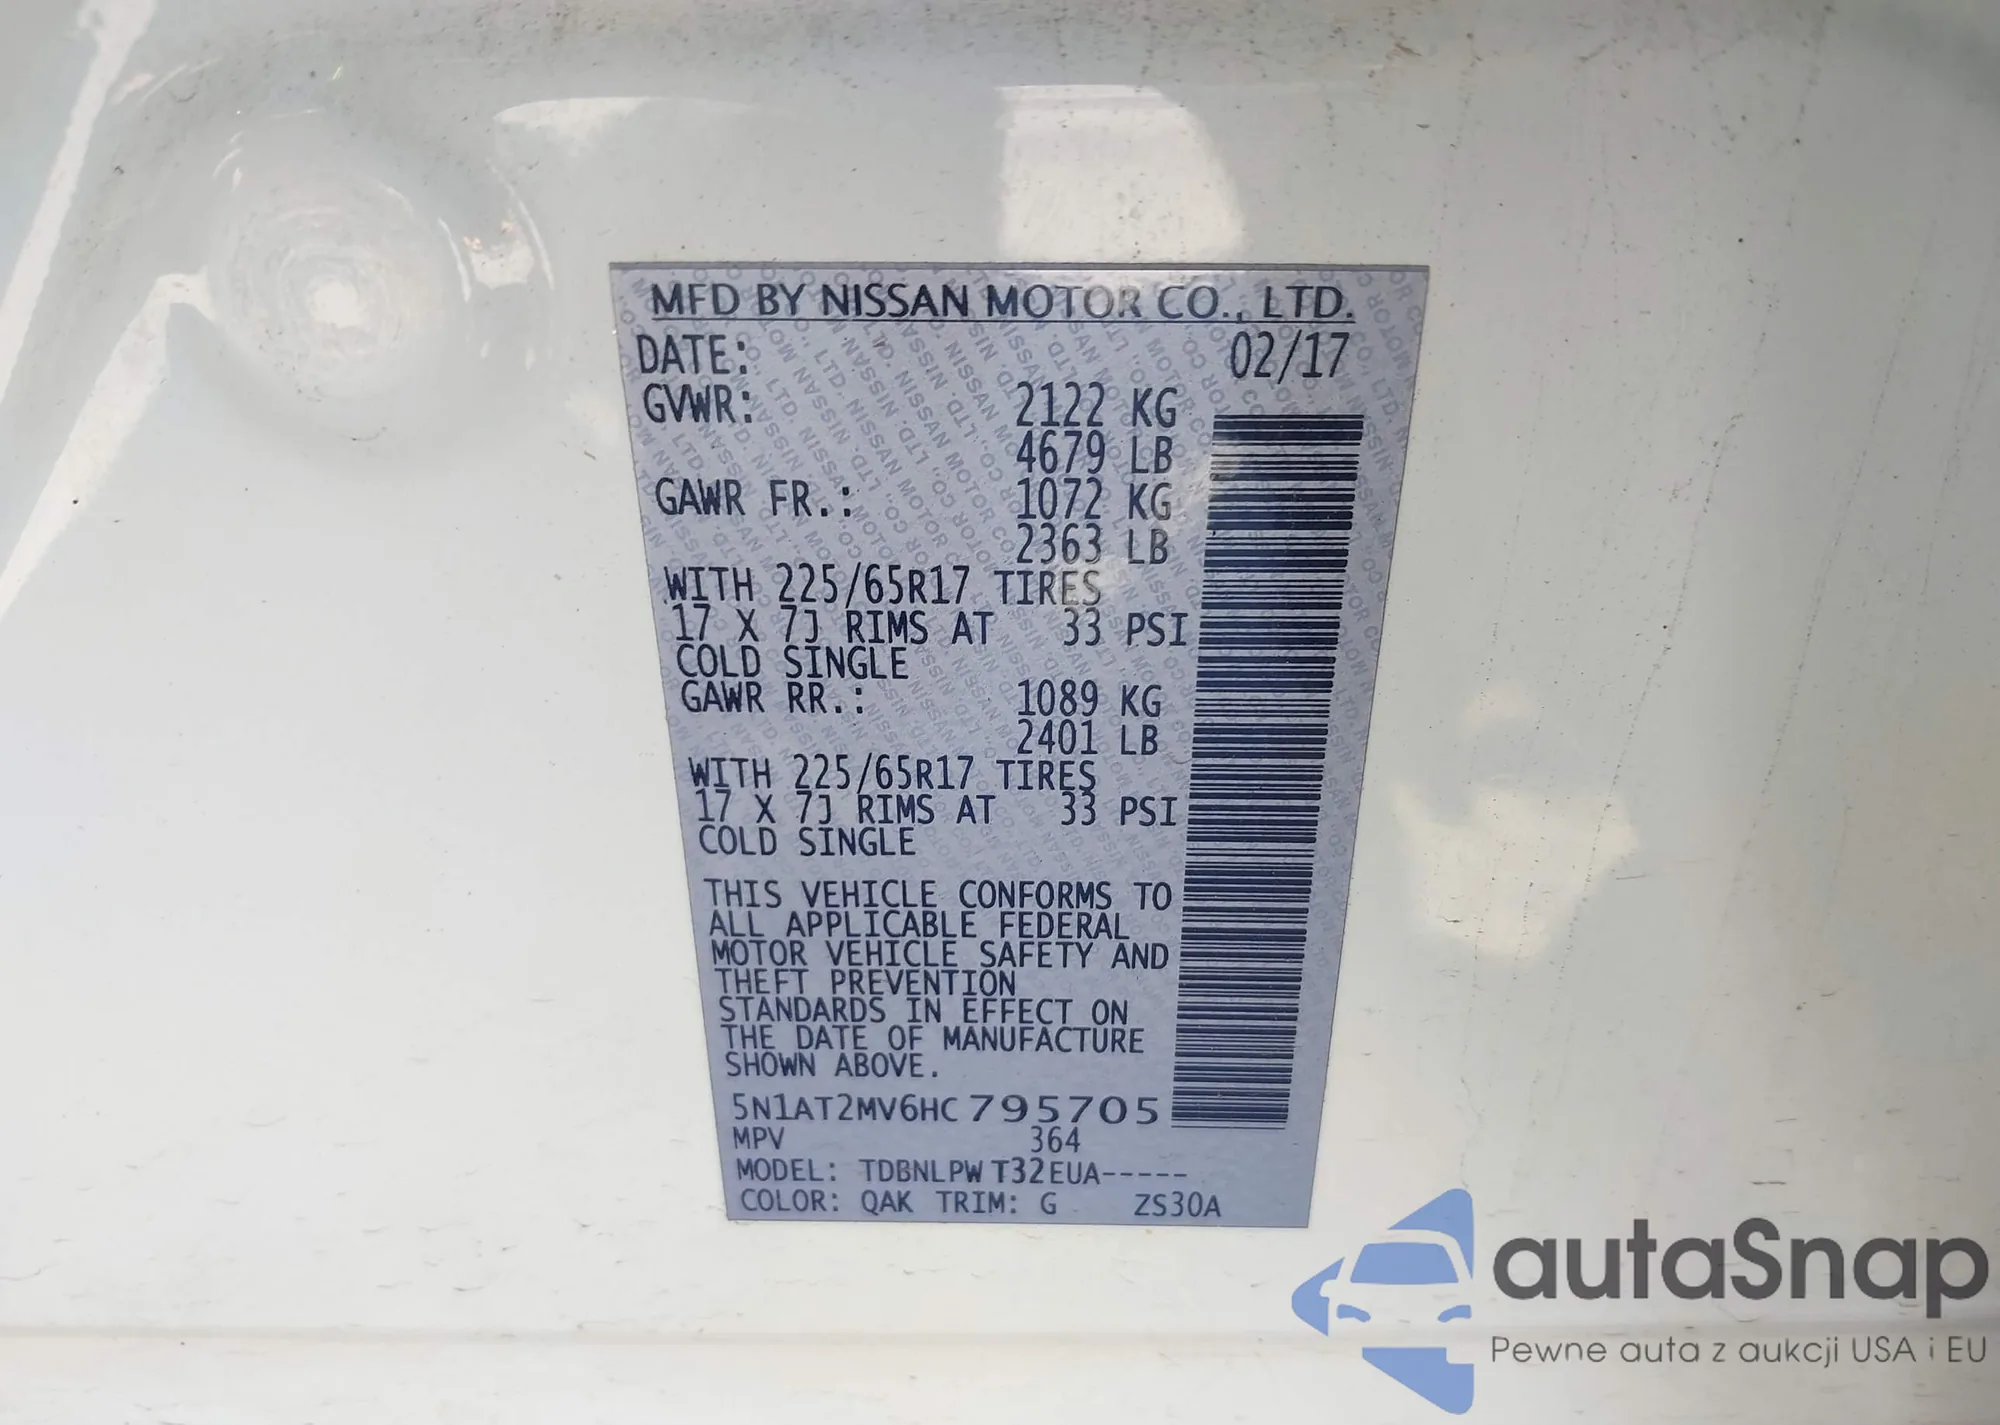 MFD BY NISSAN MOTOR CO., LTD.
DATE: 02/17
GVWR: 2122 KG
4679 LB
GAWR FR.: 1072 KG
2363 LB
WITH 225/65R17 TIRES
17 X 7J RIMS AT 33 PSI
COLD SINGLE
GAWR RR.: 1089 KG
2401 LB
WITH 225/65R17 TIRES
17 X 7J RIMS AT 33 PSI
COLD SINGLE
THIS VEHICLE CONFORMS TO
ALL APPLICABLE FEDERAL
MOTOR VEHICLE SAFETY AND
THEFT PREVENTION
STANDARDS IN EFFECT ON
THE DATE OF MANUFACTURE
SHOWN ABOVE.
5N1AT2MV6HC795705
MPV 364
MODEL: TDBNLPW T32EUA-----
COLOR: QAK TRIM: G ZS30A
autaSnap
Pewne auta z aukcji USA i EU